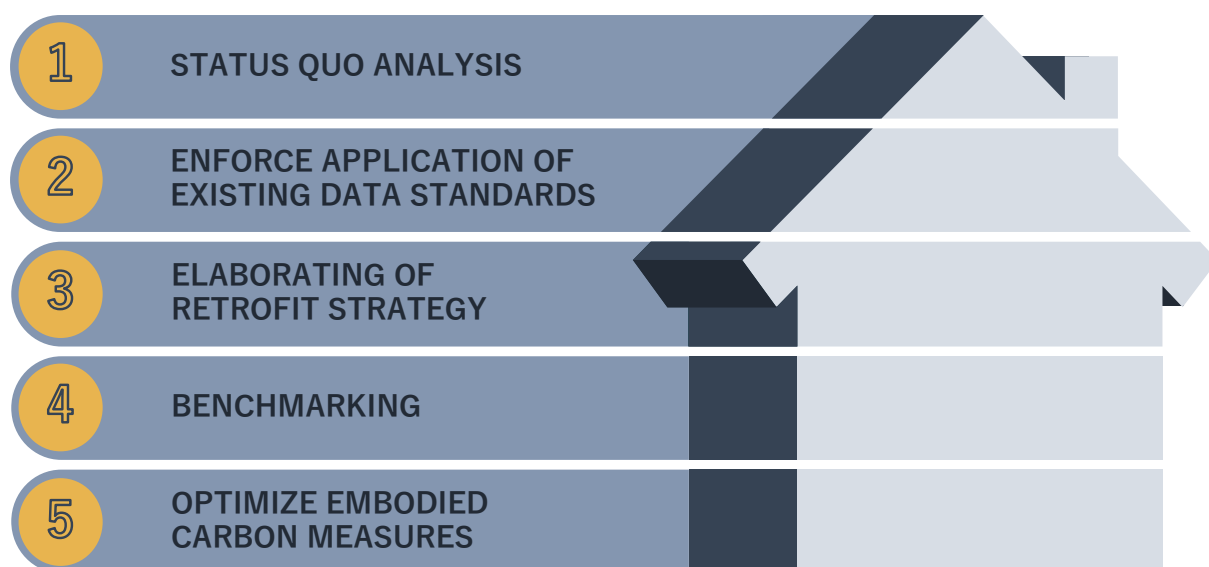 1
STATUS QUO ANALYSIS
2
ENFORCE APPLICATION OF
EXISTING DATA STANDARDS
3
ELABORATING OF
RETROFIT STRATEGY
4
BENCHMARKING
5
OPTIMIZE EMBODIED
CARBON MEASURES